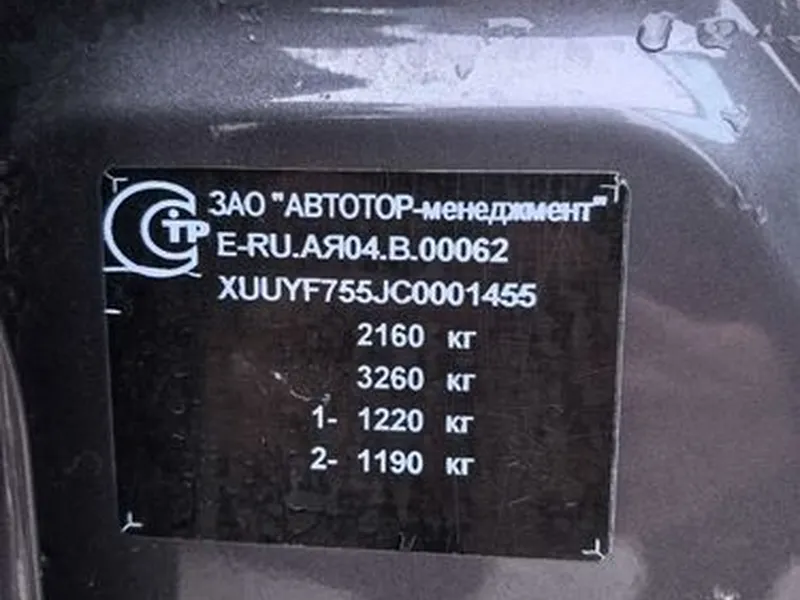 ЗАО "АВТОТОР-менеджмент"
E-RU.АЯ04.В.00062
XUUYF755JC0001455
2160 кг
3260 кг
1- 1220 кг
2- 1190 кг